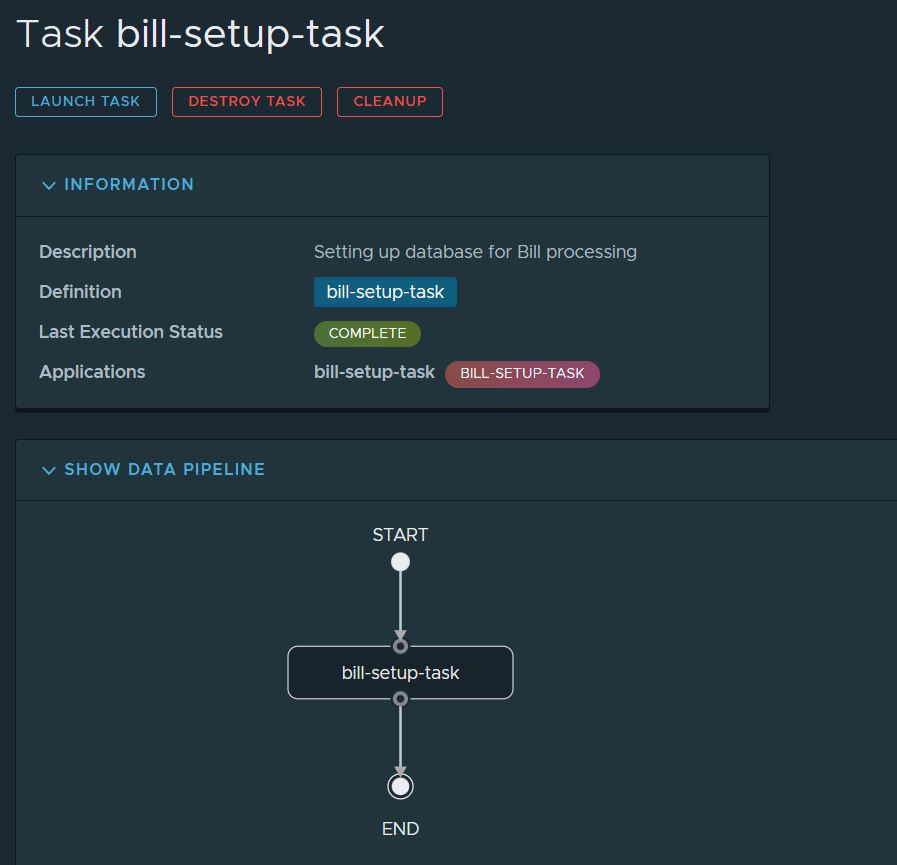 Task bill-setup-task
LAUNCH TASK DESTROY TASK CLEANUP
INFORMATION
Description Setting up database for Bill processing
Definition bill-setup-task
Last Execution Status COMPLETE
Applications bill-setup-task BILL-SETUP-TASK
SHOW DATA PIPELINE
START
bill-setup-task
END